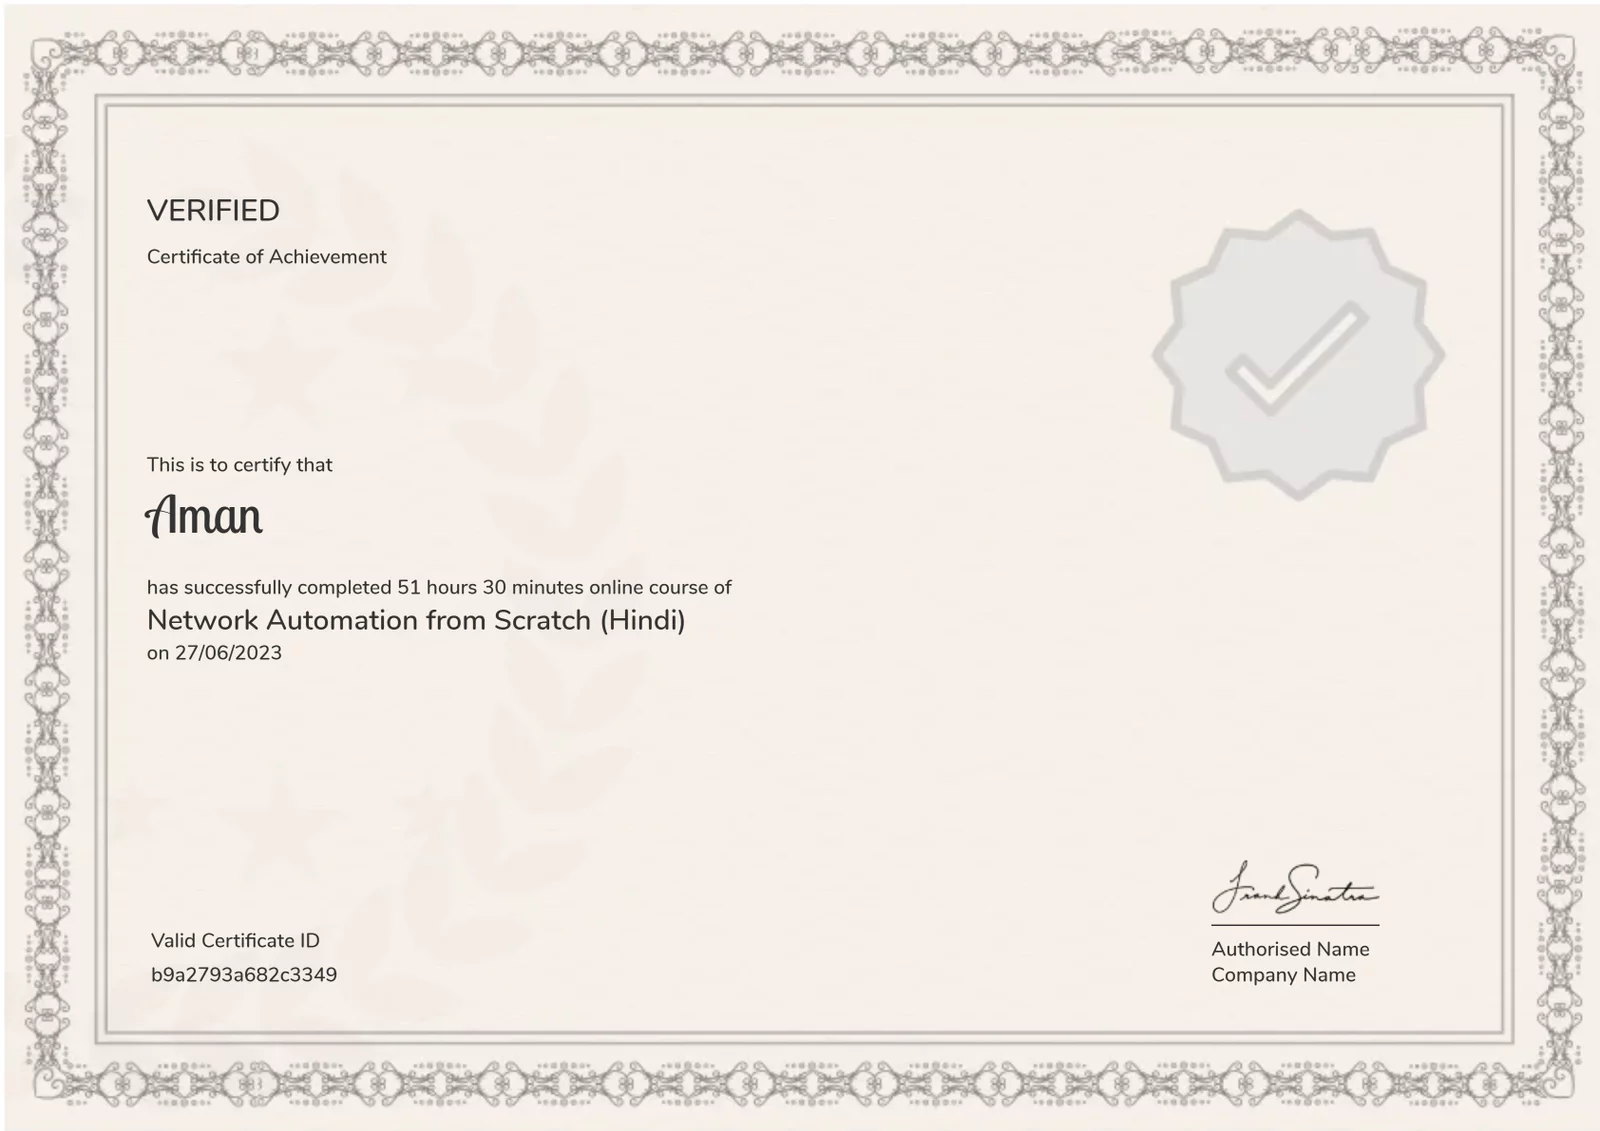 VERIFIED
Certificate of Achievement
This is to certify that
Aman
has successfully completed 51 hours 30 minutes online course of
Network Automation from Scratch (Hindi)
on 27/06/2023
Valid Certificate ID
b9a2793a682c3349
Frank Sinatra
Authorised Name
Company Name